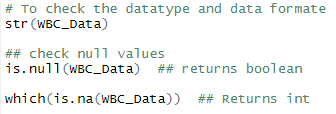 # To check the datatype and data formate
str(WBC_Data)
## check null values
is.null(WBC_Data)  ## returns boolean
which(is.na(WBC_Data))  ## Returns int